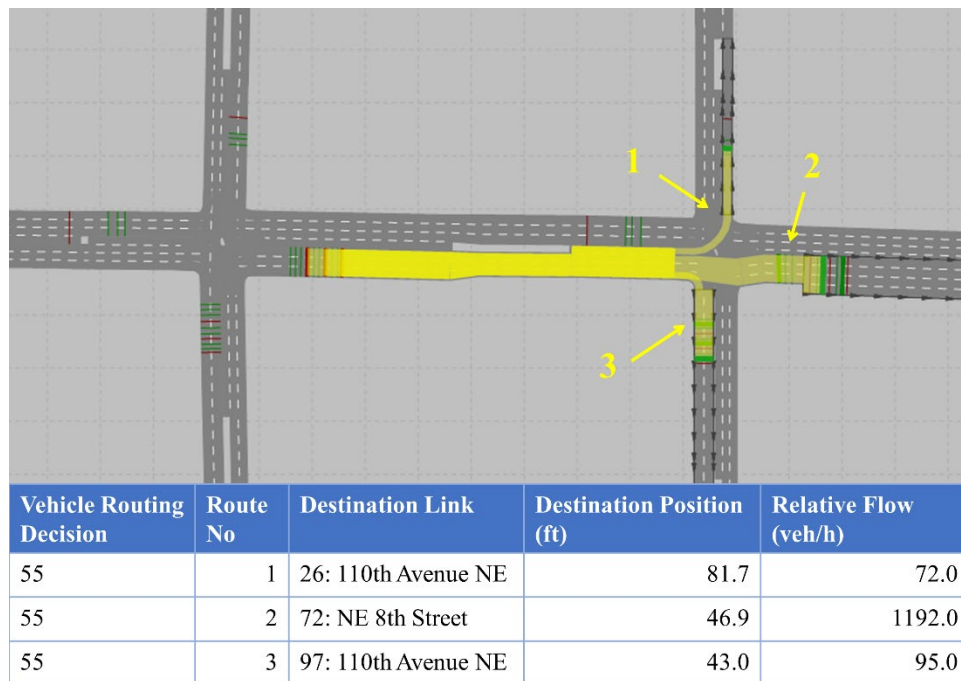 1
2
3
Vehicle Routing Decision Route No Destination Link Destination Position (ft) Relative Flow (veh/h)
55 1 26: 110th Avenue NE 81.7 72.0
55 2 72: NE 8th Street 46.9 1192.0
55 3 97: 110th Avenue NE 43.0 95.0